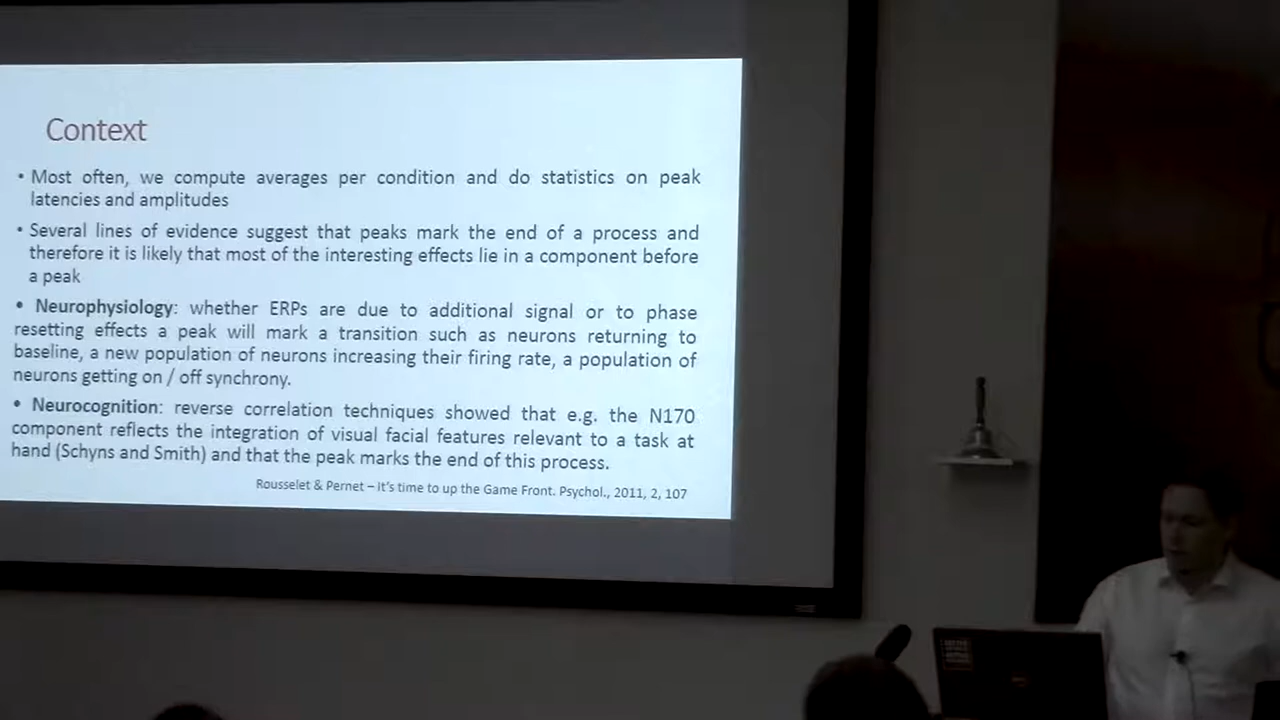 Context
• Most often, we compute averages per condition and do statistics on peak
latencies and amplitudes
• Several lines of evidence suggest that peaks mark the end of a process and
therefore it is likely that most of the interesting effects lie in a component before
a peak
• Neurophysiology: whether ERPs are due to additional signal or to phase
resetting effects a peak will mark a transition such as neurons returning to
baseline, a new population of neurons increasing their firing rate, a population of
neurons getting on / off synchrony.
• Neurocognition: reverse correlation techniques showed that e.g. the N170
component reflects the integration of visual facial features relevant to a task at
hand (Schyns and Smith) and that the peak marks the end of this process.
Rousselet & Pernet – It's time to up the Game Front. Psychol., 2011, 2, 107